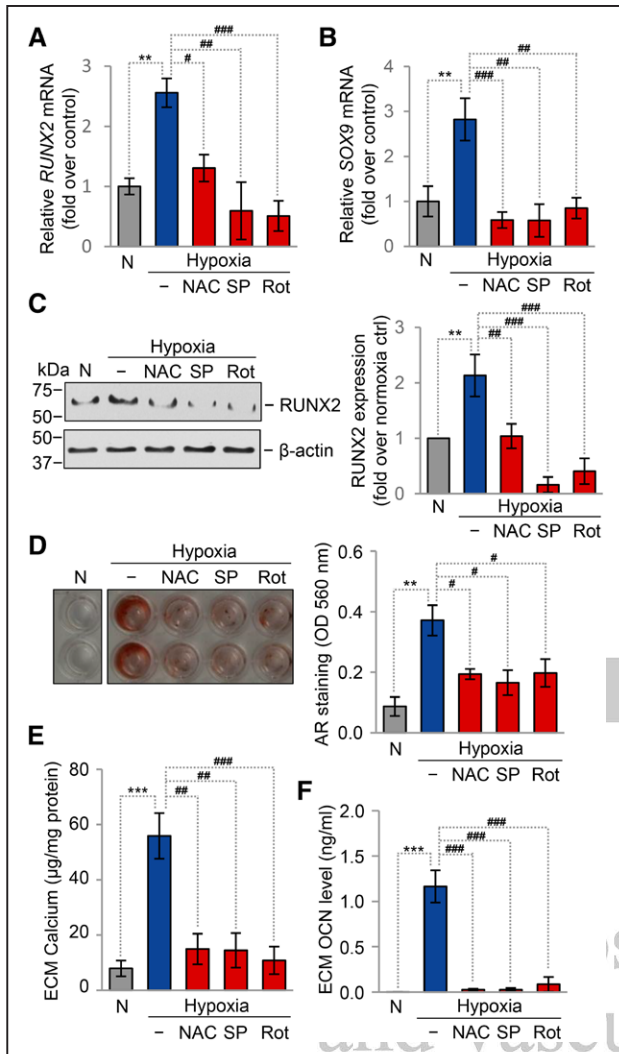 A
Relative RUNX2 mRNA
(fold over control)
3
2
1
0
** # ## ###
N
Hypoxia
– NAC SP Rot
B
Relative SOX9 mRNA
(fold over control)
4
3
2
1
0
** ### ## ##
N
Hypoxia
– NAC SP Rot
C
Hypoxia
kDa N – NAC SP Rot
75
50
RUNX2
50
37
β-actin
RUNX2 expression
(fold over normoxia ctrl)
3
2
1
0
** ## ### ###
N
Hypoxia
– NAC SP Rot
D
Hypoxia
N – NAC SP Rot
AR staining (OD 560 nm)
0.6
0.4
0.2
0.0
** # # #
N
Hypoxia
– NAC SP Rot
E
ECM Calcium (µg/mg protein)
80
60
40
20
0
*** ## ## ###
N
Hypoxia
– NAC SP Rot
F
ECM OCN level (ng/ml)
2.0
1.5
1.0
0.5
0.0
*** ### ### ###
N
Hypoxia
– NAC SP Rot